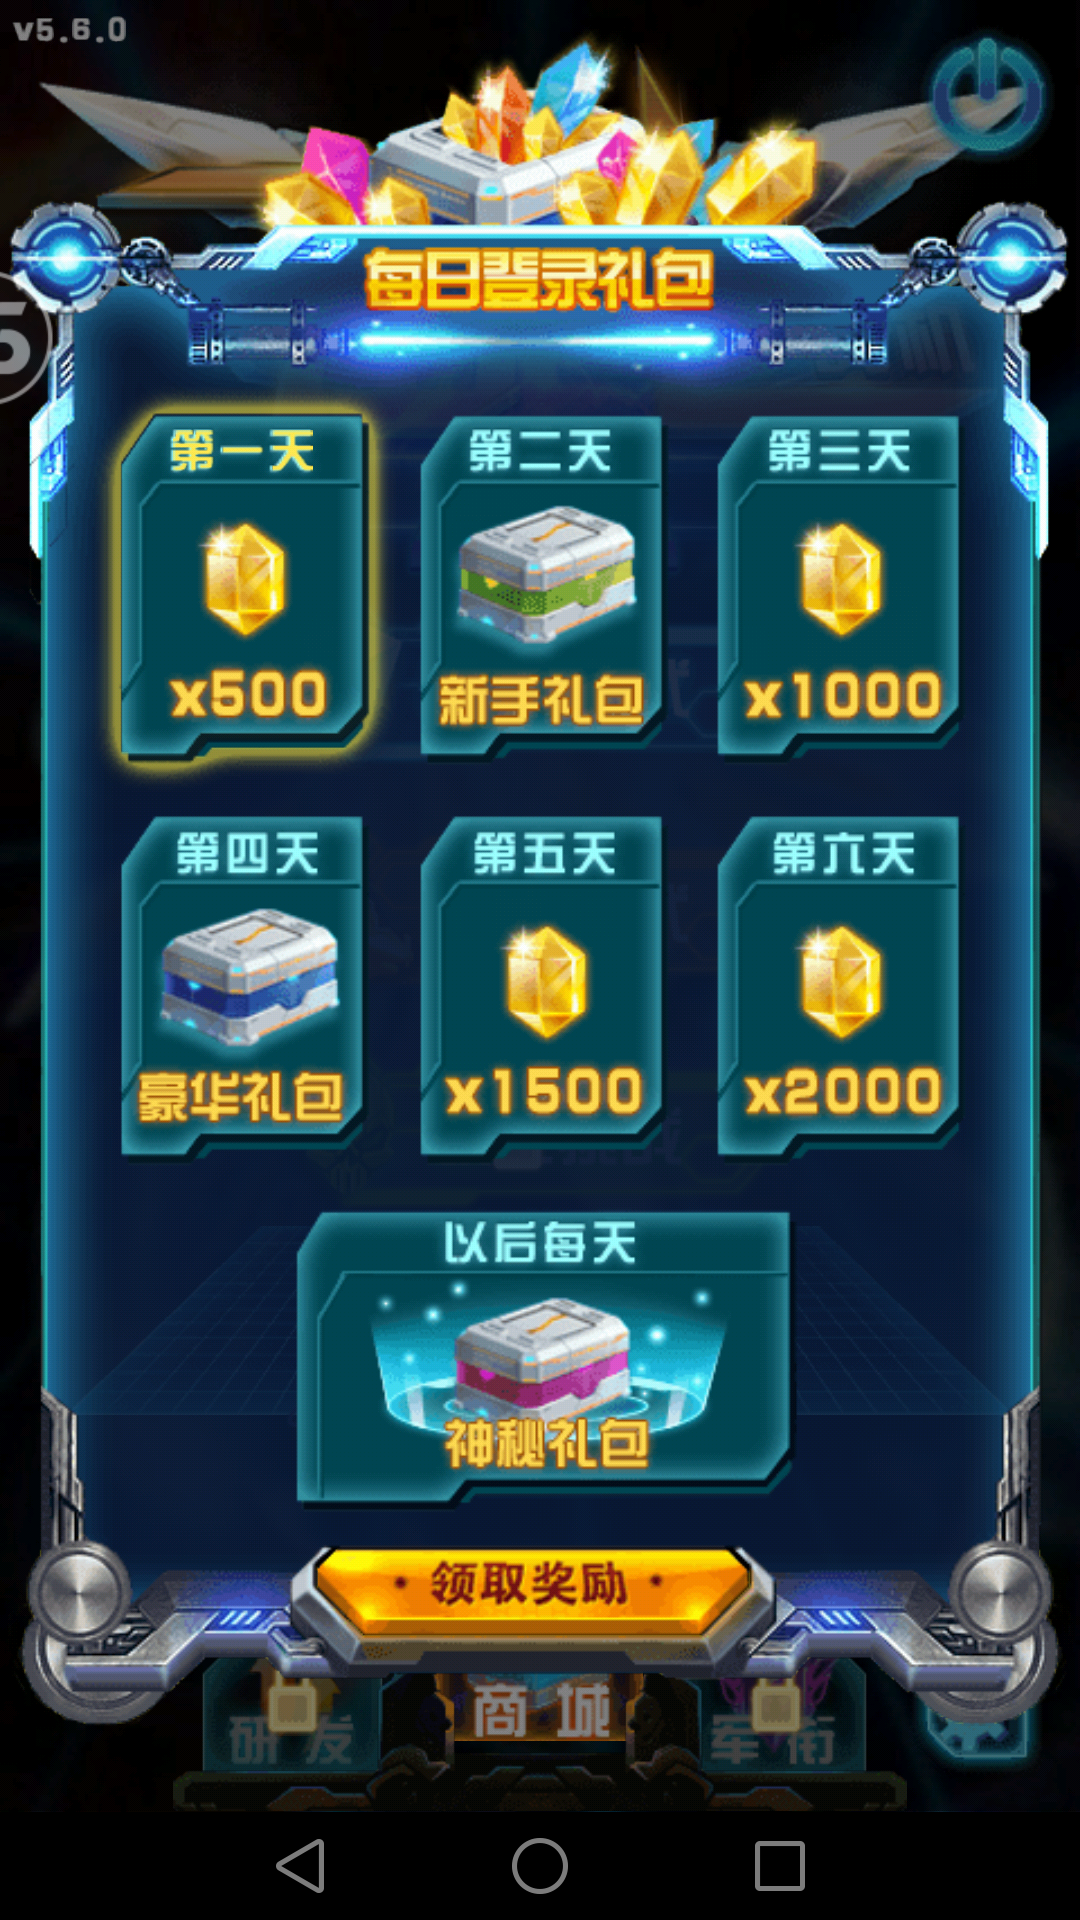 v5.6.0
每日登录礼包
5
第一天
第二天
第三天
x500
新手礼包
x1000
第四天
第五天
第六天
豪华礼包
x1500
x2000
以后每天
神秘礼包
领取奖励
研发
商城
军衔